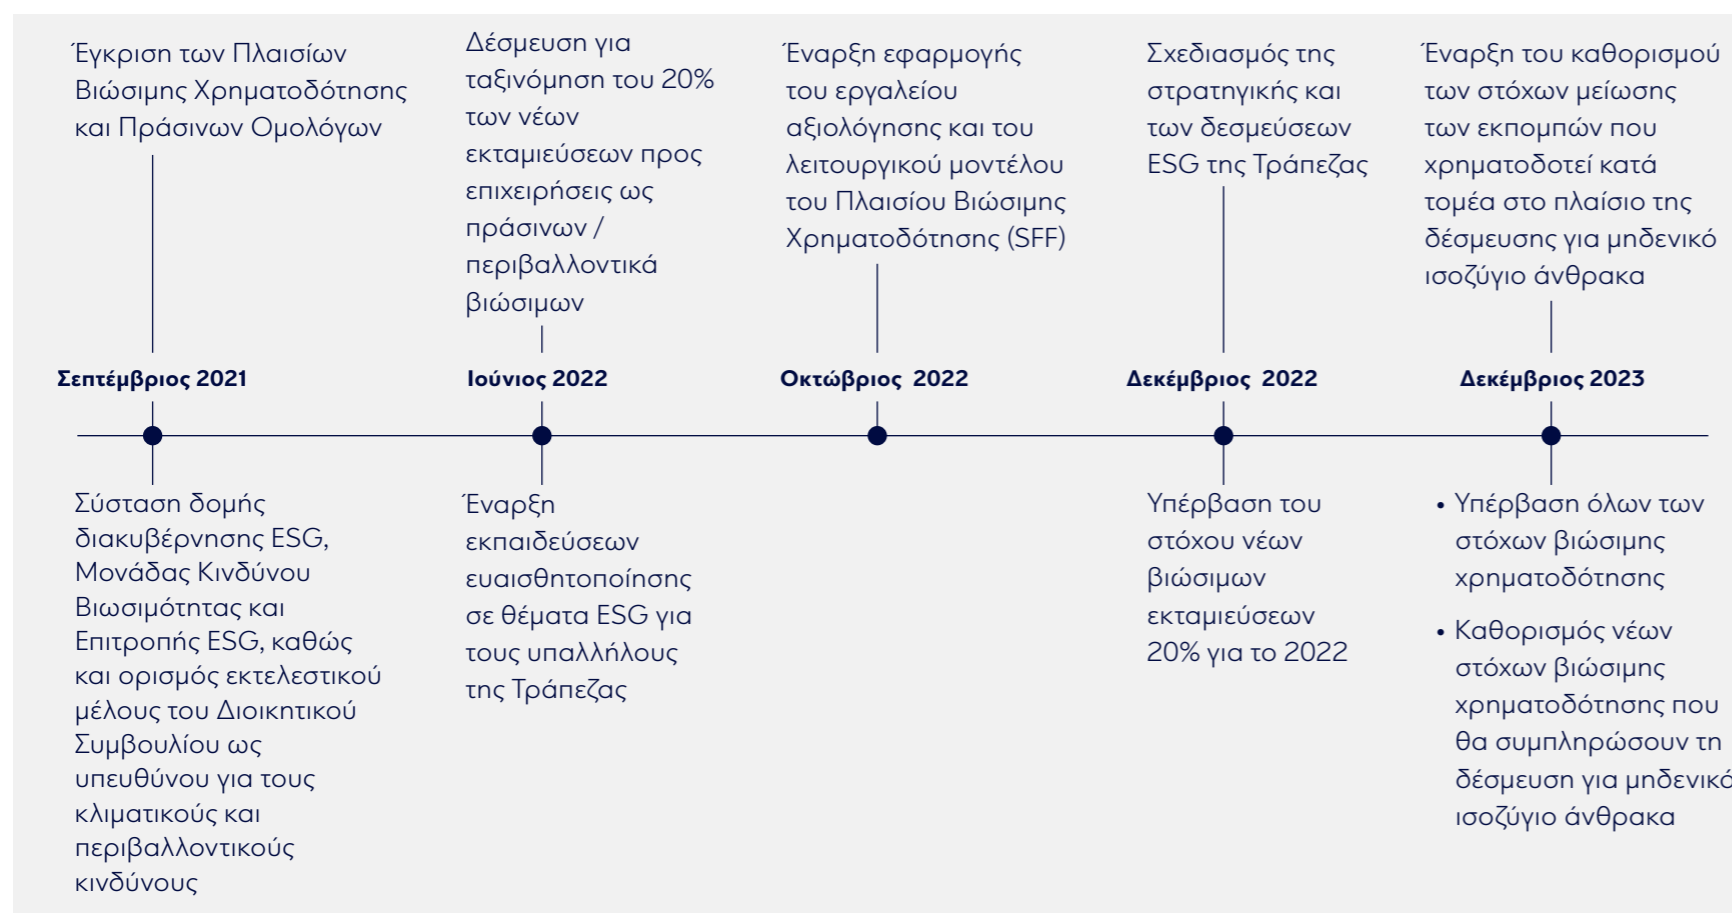 Έγκριση των Πλαισίων
Βιώσιμης Χρηματοδότησης
και Πράσινων Ομολόγων
Δέσμευση για
ταξινόμηση του 20%
των νέων
εκταμιεύσεων προς
επιχειρήσεις ως
πράσινων /
περιβαλλοντικά
βιώσιμων
Έναρξη εφαρμογής
του εργαλείου
αξιολόγησης και του
λειτουργικού μοντέλου
του Πλαισίου Βιώσιμης
Χρηματοδότησης (SFF)
Σχεδιασμός της
στρατηγικής και
των δεσμεύσεων
ESG της Τράπεζας
Έναρξη του καθορισμού
των στόχων μείωσης
των εκπομπών που
χρηματοδοτεί κατά
τομέα στο πλαίσιο της
δέσμευσης για μηδενικό
ισοζύγιο άνθρακα
Σεπτέμβριος 2021
Ιούνιος 2022
Οκτώβριος 2022
Δεκέμβριος 2022
Δεκέμβριος 2023
Σύσταση δομής
διακυβέρνησης ESG,
Μονάδας Κινδύνου
Βιωσιμότητας και
Επιτροπής ESG, καθώς
και ορισμός εκτελεστικού
μέλους του Διοικητικού
Συμβουλίου ως
υπευθύνου για τους
κλιματικούς και
περιβαλλοντικούς
κινδύνους
Έναρξη
εκπαιδεύσεων
ευαισθητοποίησης
σε θέματα ESG για
τους υπαλλήλους
της Τράπεζας
Υπέρβαση του
στόχου νέων
βιώσιμων
εκταμιεύσεων
20% για το 2022
• Υπέρβαση όλων των
στόχων βιώσιμης
χρηματοδότησης
• Καθορισμός νέων
στόχων βιώσιμης
χρηματοδότησης που
θα συμπληρώσουν τη
δέσμευση για μηδενικό
ισοζύγιο άνθρακα